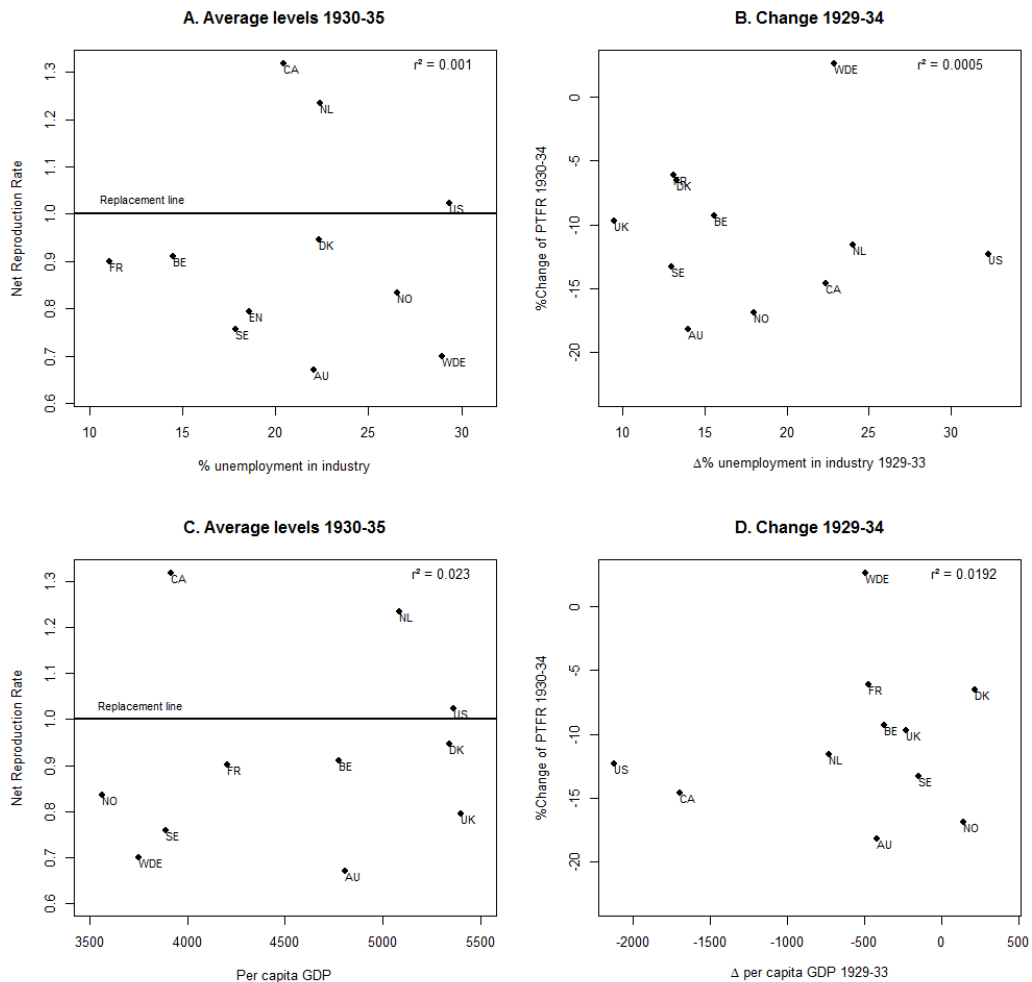 A. Average levels 1930-35
r² = 0.001
Net Reproduction Rate
1.3
1.2
1.1
1.0
0.9
0.8
0.7
0.6
Replacement line
CA
NL
US
DK
FR
BE
NO
EN
SE
WDE
AU
10 15 20 25 30
% unemployment in industry
B. Change 1929-34
r² = 0.0005
%Change of PTFR 1930-34
0
-5
-10
-15
-20
WDE
FR
DK
BE
UK
NL
US
SE
CA
NO
AU
10 15 20 25 30
Δ% unemployment in industry 1929-33
C. Average levels 1930-35
r² = 0.023
Net Reproduction Rate
1.3
1.2
1.1
1.0
0.9
0.8
0.7
0.6
Replacement line
CA
NL
US
DK
FR
BE
NO
UK
SE
WDE
AU
3500 4000 4500 5000 5500
Per capita GDP
D. Change 1929-34
r² = 0.0192
%Change of PTFR 1930-34
0
-5
-10
-15
-20
WDE
FR
DK
BE
UK
NL
US
SE
CA
NO
AU
-2000 -1500 -1000 -500 0 500
Δ per capita GDP 1929-33